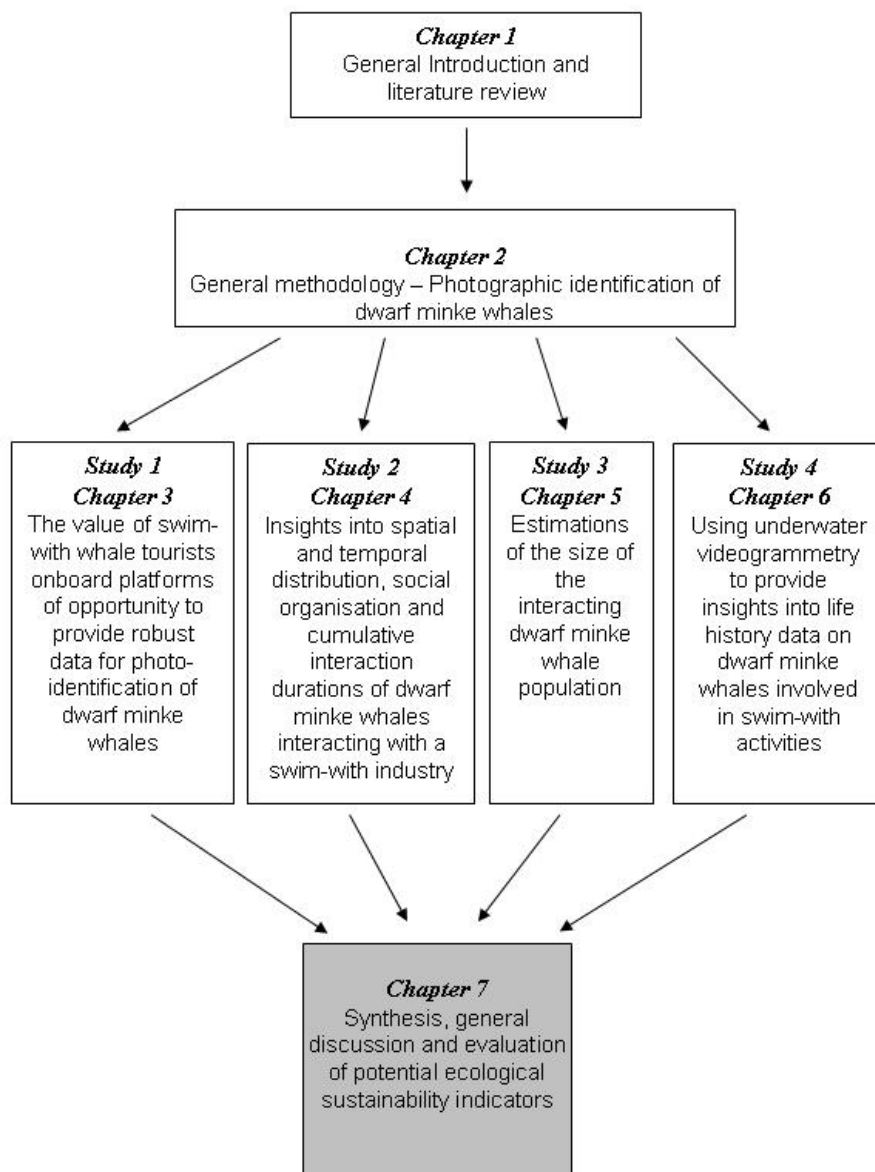 Chapter 1
General Introduction and
literature review
Chapter 2
General methodology – Photographic identification of
dwarf minke whales
Study 1
Chapter 3
The value of swim-
with whale tourists
onboard platforms
of opportunity to
provide robust
data for photo-
identification of
dwarf minke
whales
Study 2
Chapter 4
Insights into spatial
and temporal
distribution, social
organisation and
cumulative
interaction
durations of dwarf
minke whales
interacting with a
swim-with industry
Study 3
Chapter 5
Estimations
of the size of
the
interacting
dwarf minke
whale
population
Study 4
Chapter 6
Using underwater
videogrammetry
to provide
insights into life
history data on
dwarf minke
whales involved
in swim-with
activities
Chapter 7
Synthesis, general
discussion and evaluation
of potential ecological
sustainability indicators